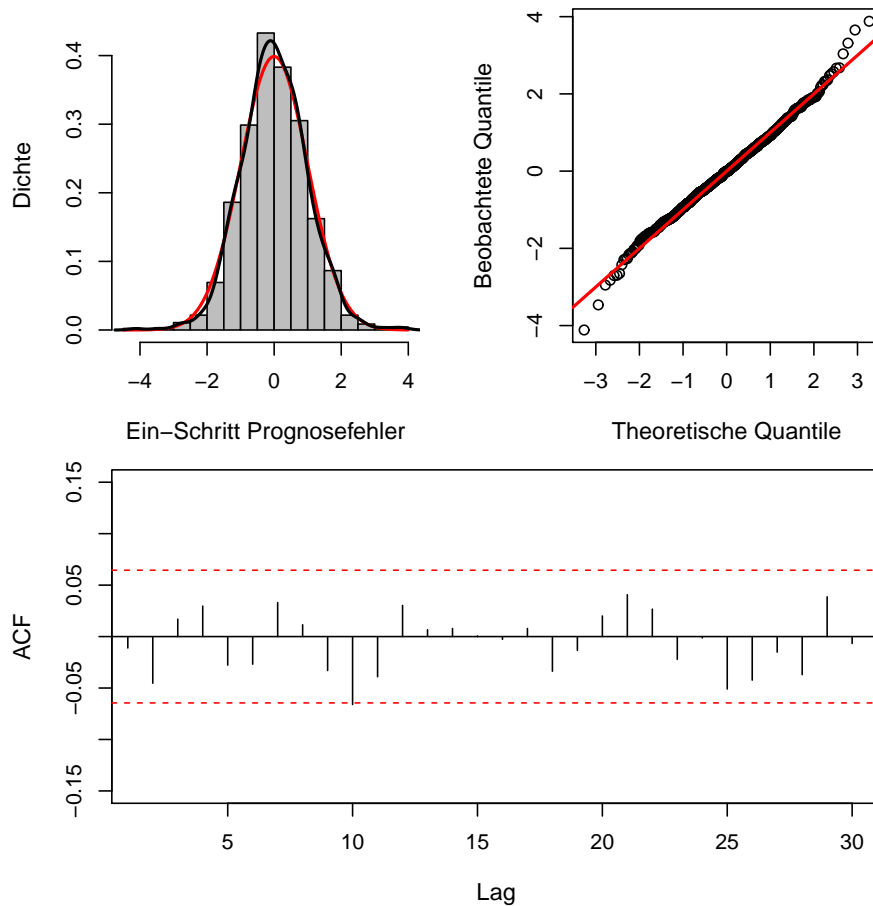 Dichte
0.0 0.1 0.2 0.3 0.4
−4 −2 0 2 4
Ein−Schritt Prognosefehler
Beobachtete Quantile
−4 −2 0 2 4
−3 −2 −1 0 1 2 3
Theoretische Quantile
ACF
−0.15 −0.05 0.05 0.15
5 10 15 20 25 30
Lag